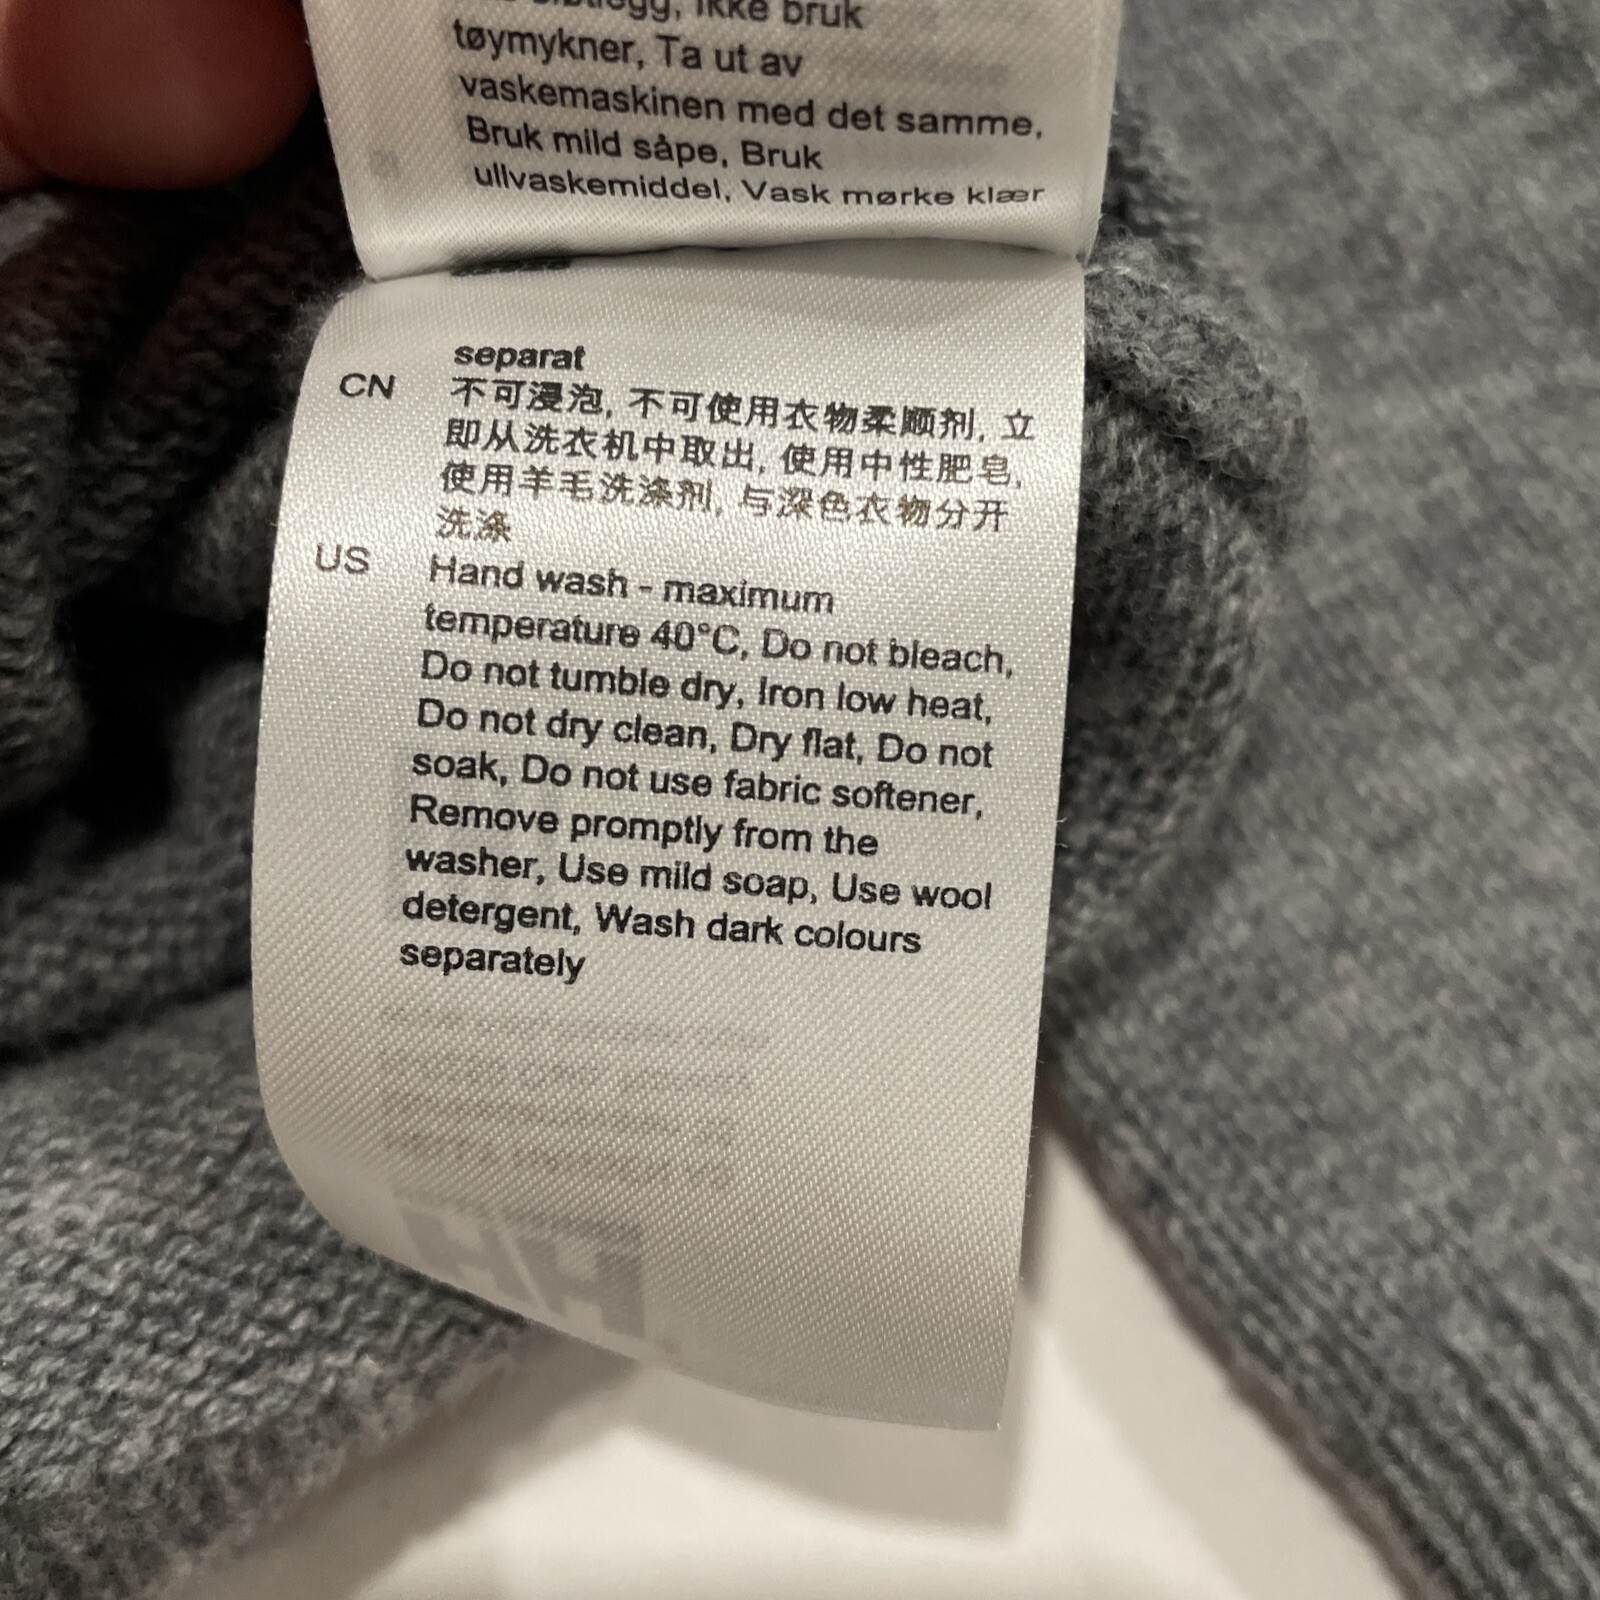 ikke bruk
tøymykner, Ta ut av
vaskemaskinen med det samme,
Bruk mild såpe, Bruk
ullvaskemiddel, Vask mørke klær
separat
CN 不可浸泡, 不可使用衣物柔顺剂, 立
即从洗衣机中取出, 使用中性肥皂,
使用羊毛洗涤剂, 与深色衣物分开
洗涤
US Hand wash - maximum
temperature 40°C, Do not bleach,
Do not tumble dry, Iron low heat,
Do not dry clean, Dry flat, Do not
soak, Do not use fabric softener,
Remove promptly from the
washer, Use mild soap, Use wool
detergent, Wash dark colours
separately